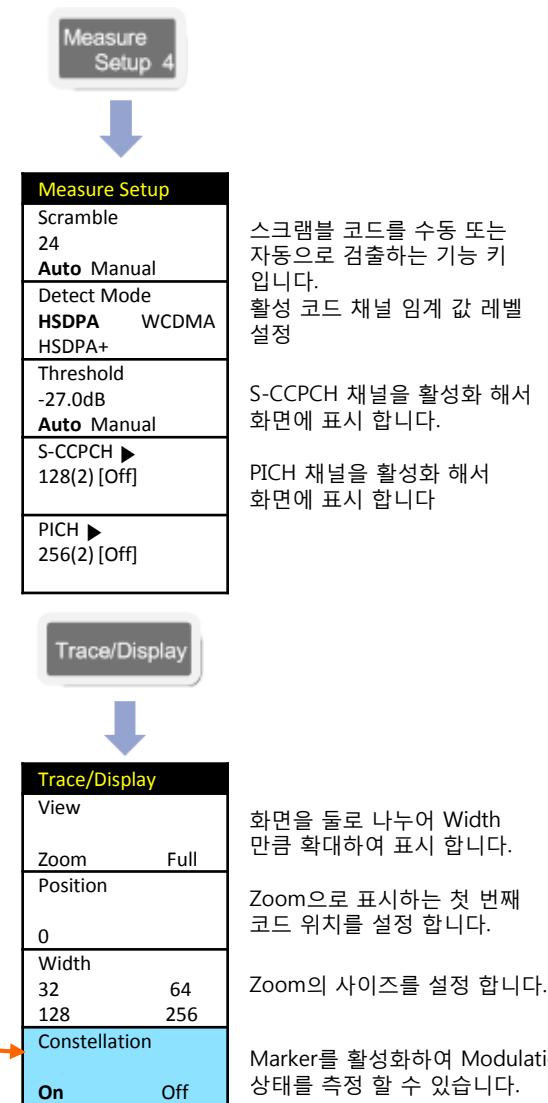 Measure
Setup 4
Measure Setup
Scramble
24
Auto Manual
Detect Mode
HSDPA WCDMA
HSDPA+
Threshold
-27.0dB
Auto Manual
S-CCPCH ▶
128(2) [Off]
PICH ▶
256(2) [Off]
스크램블 코드를 수동 또는
자동으로 검출하는 기능 키
입니다.
활성 코드 채널 임계 값 레벨
설정
S-CCPCH 채널을 활성화 해서
화면에 표시 합니다.
PICH 채널을 활성화 해서
화면에 표시 합니다
Trace/Display
Trace/Display
View
Zoom Full
Position
0
Width
32 64
128 256
Constellation
On Off
화면을 둘로 나누어 Width
만큼 확대하여 표시 합니다.
Zoom으로 표시하는 첫 번째
코드 위치를 설정 합니다.
Zoom의 사이즈를 설정 합니다.
Marker를 활성화하여
상태를 측정 할 수 있습니다.